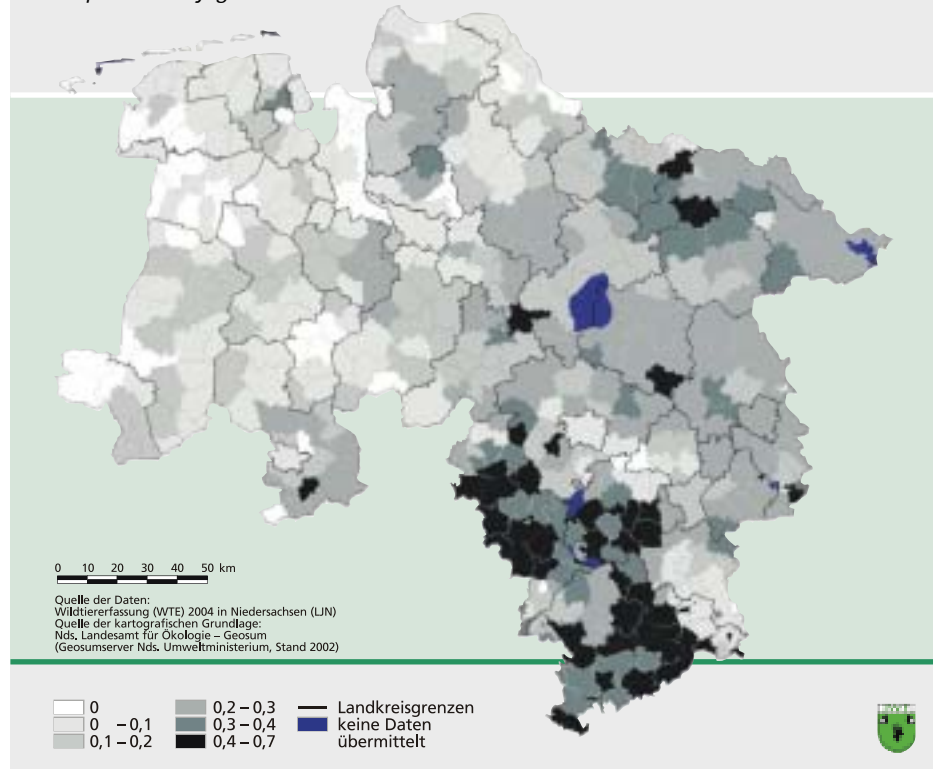 0 10 20 30 40 50 km
Quelle der Daten:
Wildtiererfassung (WTE) 2004 in Niedersachsen (LJN)
Quelle der kartografischen Grundlage:
Nds. Landesamt für Ökologie – Geosum
(Geosumserver Nds. Umweltministerium, Stand 2002)
0
0 – 0,1
0,1 – 0,2
0,2 – 0,3
0,3 – 0,4
0,4 – 0,7
Landkreisgrenzen
keine Daten
übermittelt